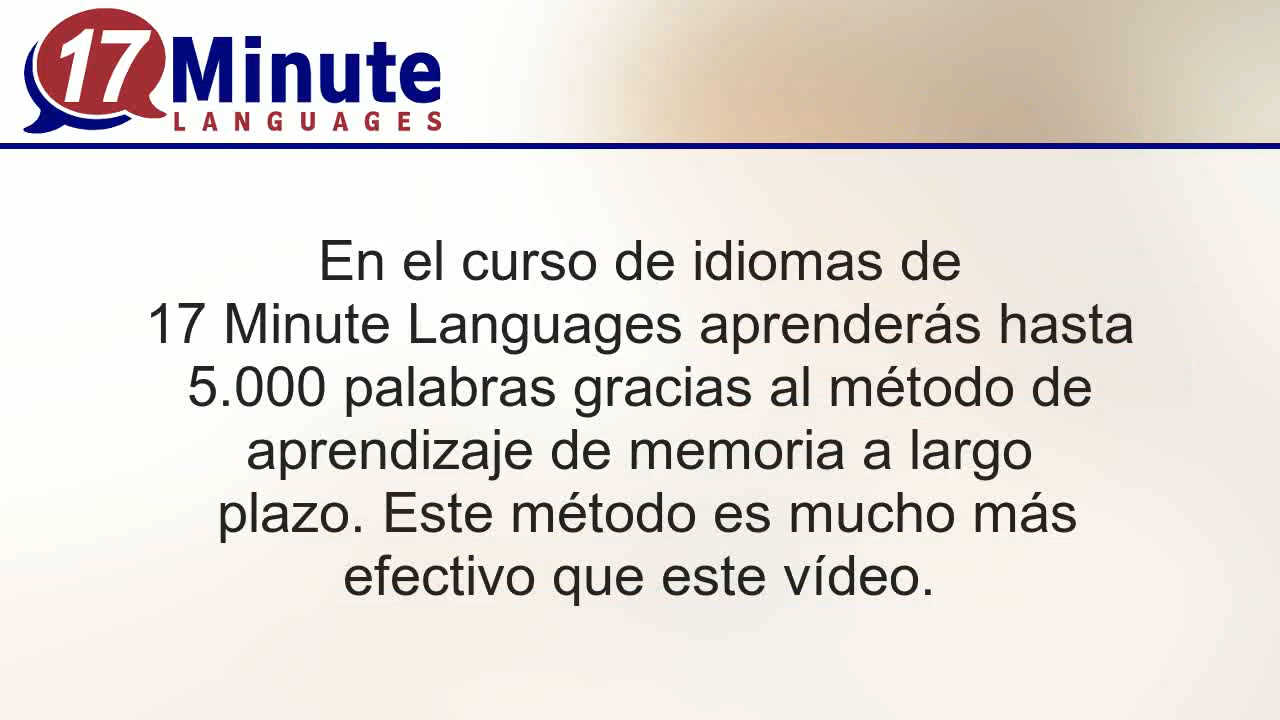 17 Minute
LANGUAGES
En el curso de idiomas de
17 Minute Languages aprenderás hasta
5.000 palabras gracias al método de
aprendizaje de memoria a largo
plazo. Este método es mucho más
efectivo que este vídeo.